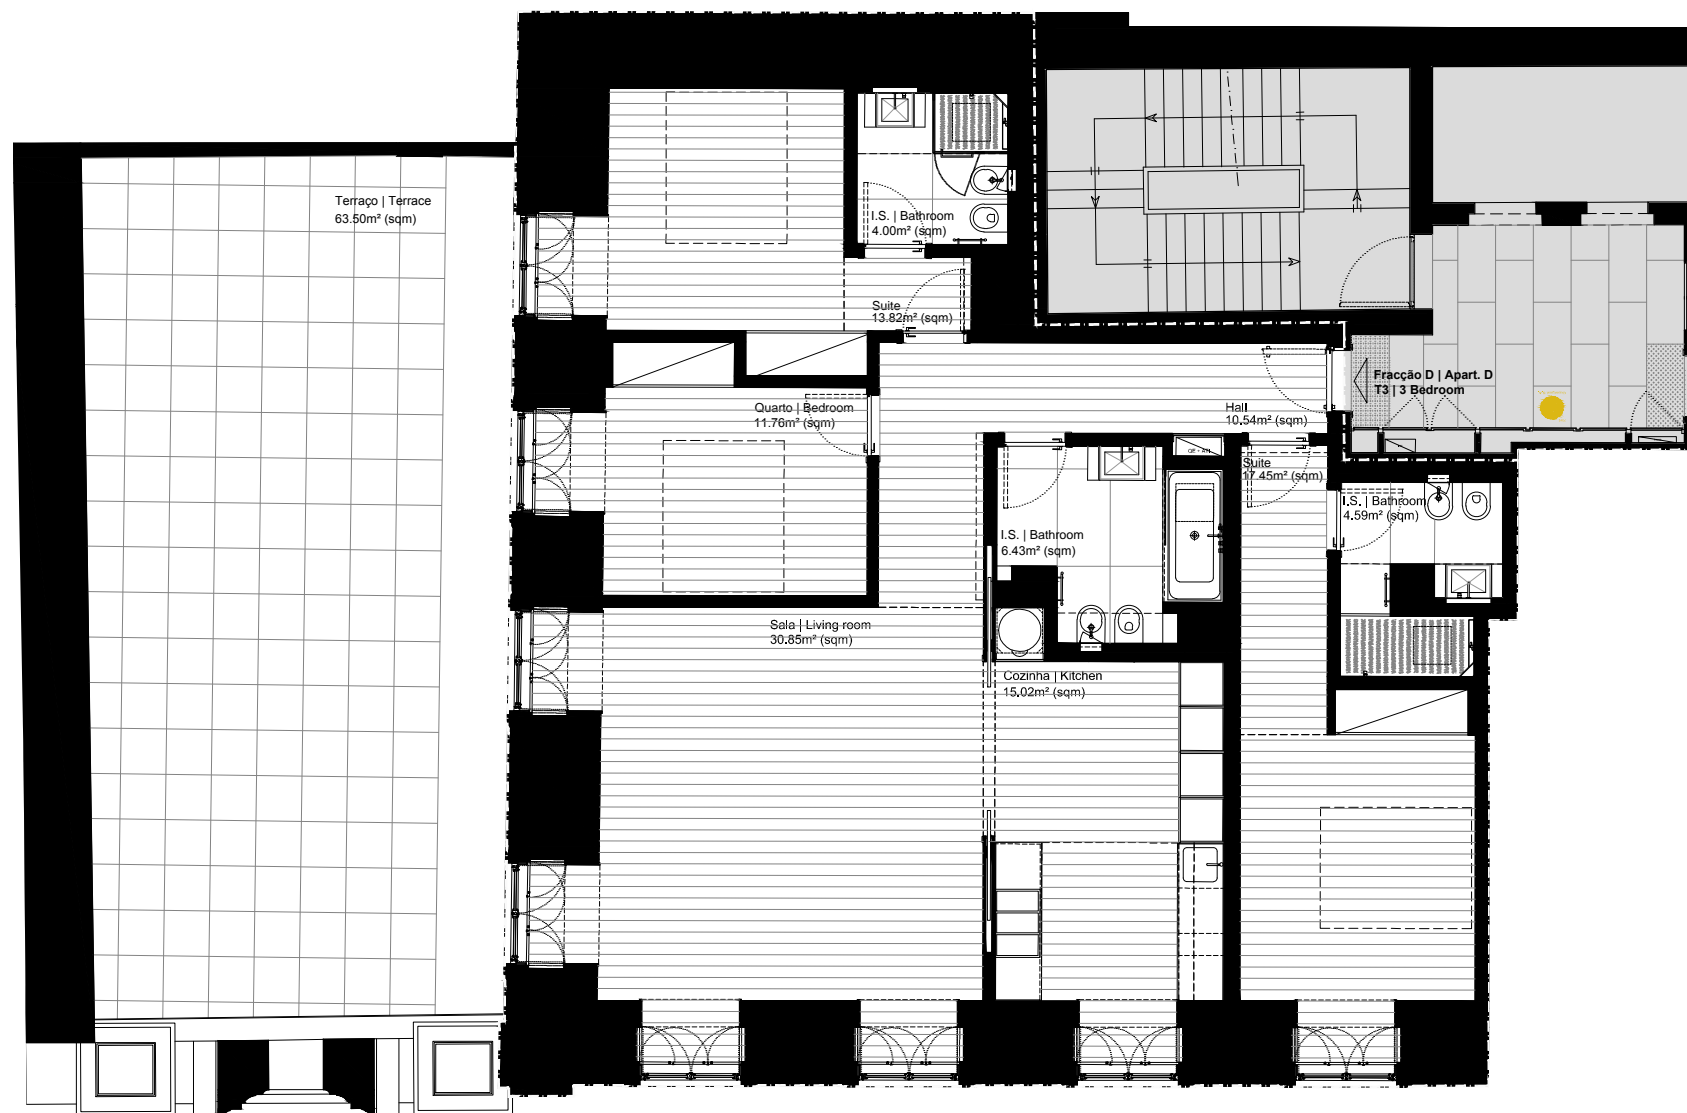 Terraço | Terrace
63.50m² (sqm)
I.S. | Bathroom
4.00m² (sqm)
Suite
13.82m² (sqm)
Fracção D | Apart. D
T3 | 3 Bedroom
Quarto | Bedroom
11.76m² (sqm)
Hall
10.54m² (sqm)
Suite
17.45m² (sqm)
I.S. | Bathroom
4.59m² (sqm)
I.S. | Bathroom
6.43m² (sqm)
Sala | Living room
30.85m² (sqm)
Cozinha | Kitchen
15.02m² (sqm)